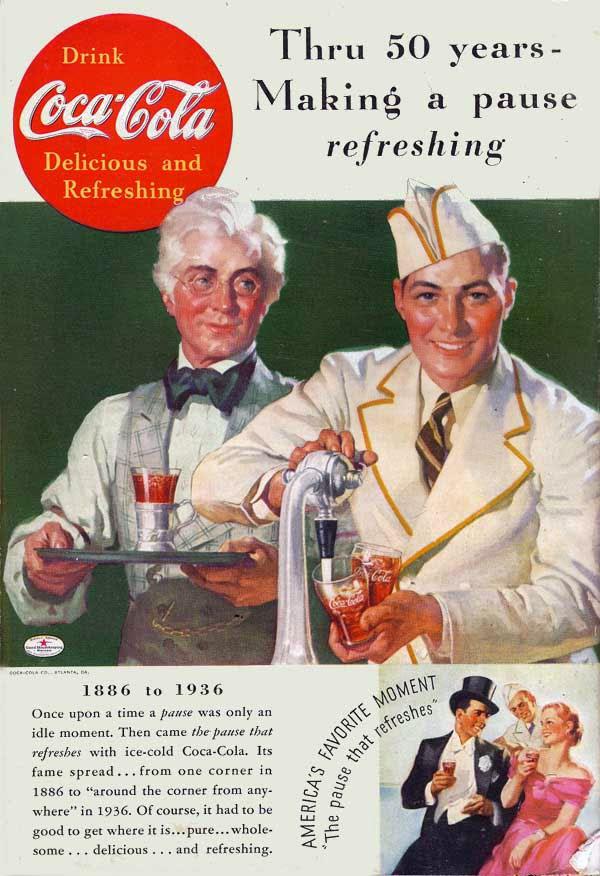 Drink
Coca-Cola
Delicious and
Refreshing
Thru 50 years-
Making a pause
refreshing
Coca-Cola
Coca-Cola
COCA-COLA CO., ATLANTA, GA.
1886 to 1936
Once upon a time a pause was only an
idle moment. Then came the pause that
refreshes with ice-cold Coca-Cola. Its
fame spread...from one corner in
1886 to “around the corner from any-
where” in 1936. Of course, it had to be
good to get where it is...pure...whole-
some...delicious...and refreshing.
AMERICA'S FAVORITE MOMENT
“The pause that refreshes”